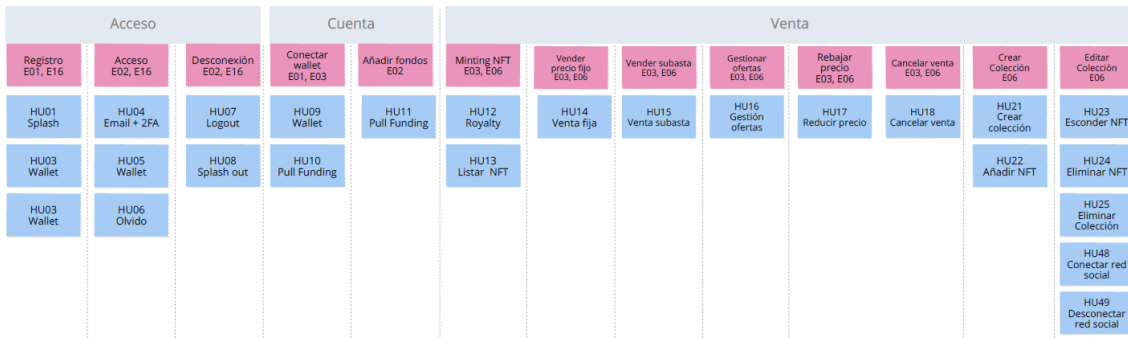 Acceso
Cuenta
Venta
Registro
E01, E16
Acceso
E02, E16
Desconexión
E02, E16
Conectar
wallet
E01, E03
Añadir fondos
E02
Minting NFT
E03, E06
Vender
precio fijo
E03, E06
Vender subasta
E03, E06
Gestionar
ofertas
E03, E06
Rebajar
precio
E03, E06
Cancelar venta
E03, E06
Crear
Colección
E06
Editar
Colección
E06
HU01
Splash
HU04
Email + 2FA
HU07
Logout
HU09
Wallet
HU11
Pull Funding
HU12
Royalty
HU14
Venta fija
HU15
Venta subasta
HU16
Gestión
ofertas
HU17
Reducir precio
HU18
Cancelar venta
HU21
Crear
colección
HU23
Esconder NFT
HU03
Wallet
HU05
Wallet
HU08
Splash out
HU10
Pull Funding
HU13
Listar NFT
HU22
Añadir NFT
HU24
Eliminar NFT
HU03
Wallet
HU06
Olvido
HU25
Eliminar
Colección
HU48
Conectar red
social
HU49
Desconectar
red social